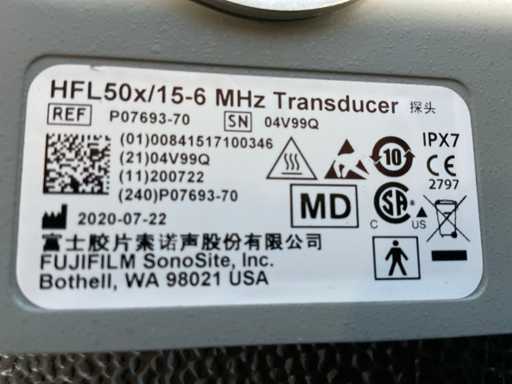 HFL50x/15-6 MHz Transducer 探头
REF P07693-70 SN 04V99Q
(01)00841517100346
(21)04V99Q
(11)200722
(240)P07693-70
10
IPX7
CE
2797
MD
SA
C US
2020-07-22
富士胶片索诺声股份有限公司
FUJIFILM SonoSite, Inc.
Bothell, WA 98021 USA